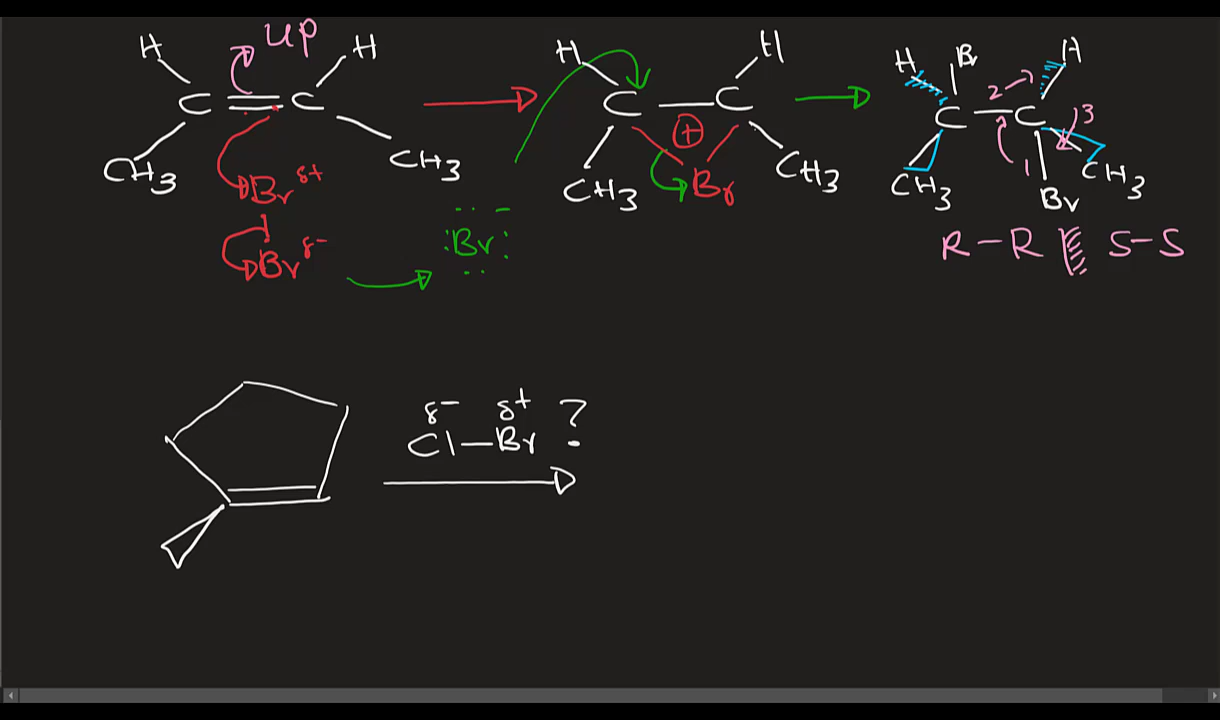 UP
H H H H H Br H
C C C C C 2 C 3
CH3 CH3 Br δ+ CH3 + Br CH3 CH3 1 Br CH3
Br δ- :Br: - R-R S-S
δ- δ+ ?
Cl-Br